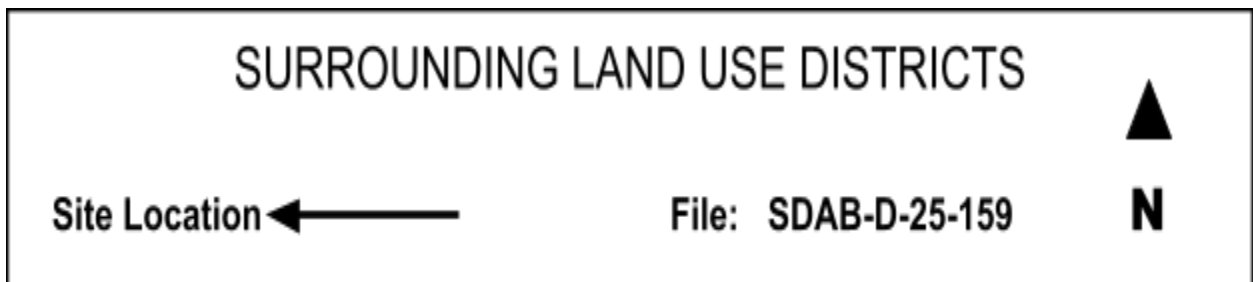 SURROUNDING LAND USE DISTRICTS
Site Location File: SDAB-D-25-159 N